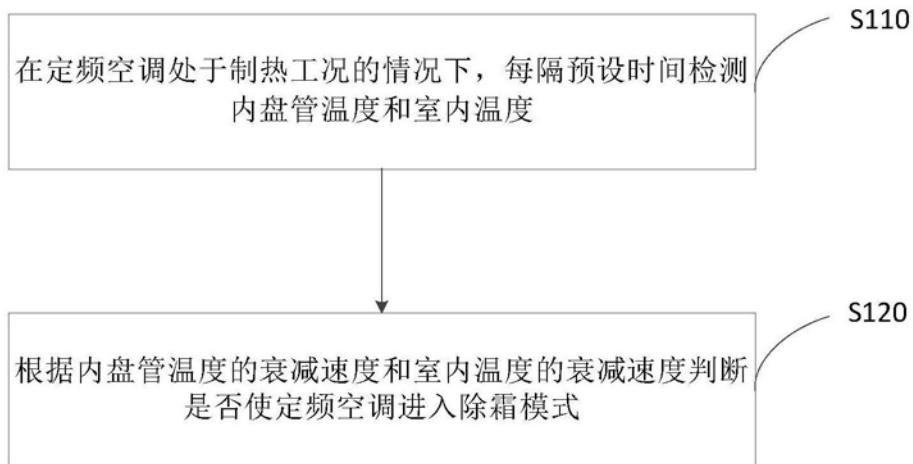 S110
在定频空调处于制热工况的情况下，每隔预设时间检测
内盘管温度和室内温度
S120
根据内盘管温度的衰减速度和室内温度的衰减速度判断
是否使定频空调进入除霜模式